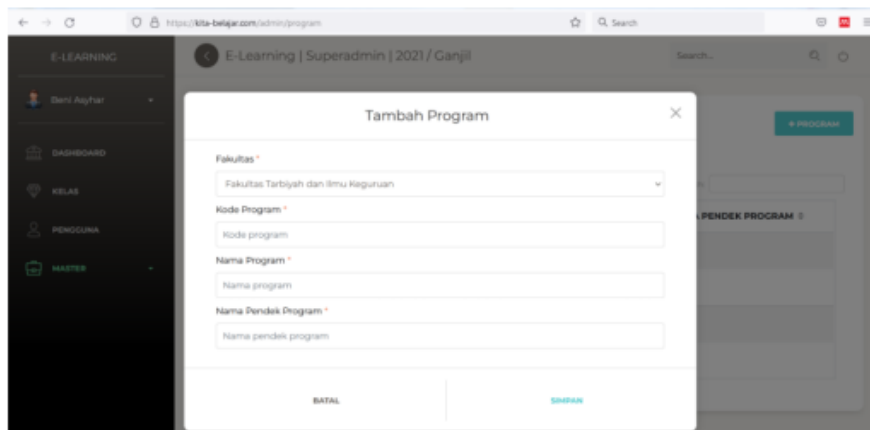 https://kita-belajar.com/admin/program
Search
E-LEARNING
E-Learning | Superadmin | 2021 / Ganjil
Search...
Beni Asyhar
Tambah Program
+ PROGRAM
DASHBOARD
Fakultas *
Fakultas Tarbiyah dan Ilmu Keguruan
KELAS
Kode Program *
PENDEK PROGRAM
Kode program
PENGGUNA
Nama Program *
MASTER
Nama program
Nama Pendek Program *
Nama pendek program
BATAL
SIMPAN